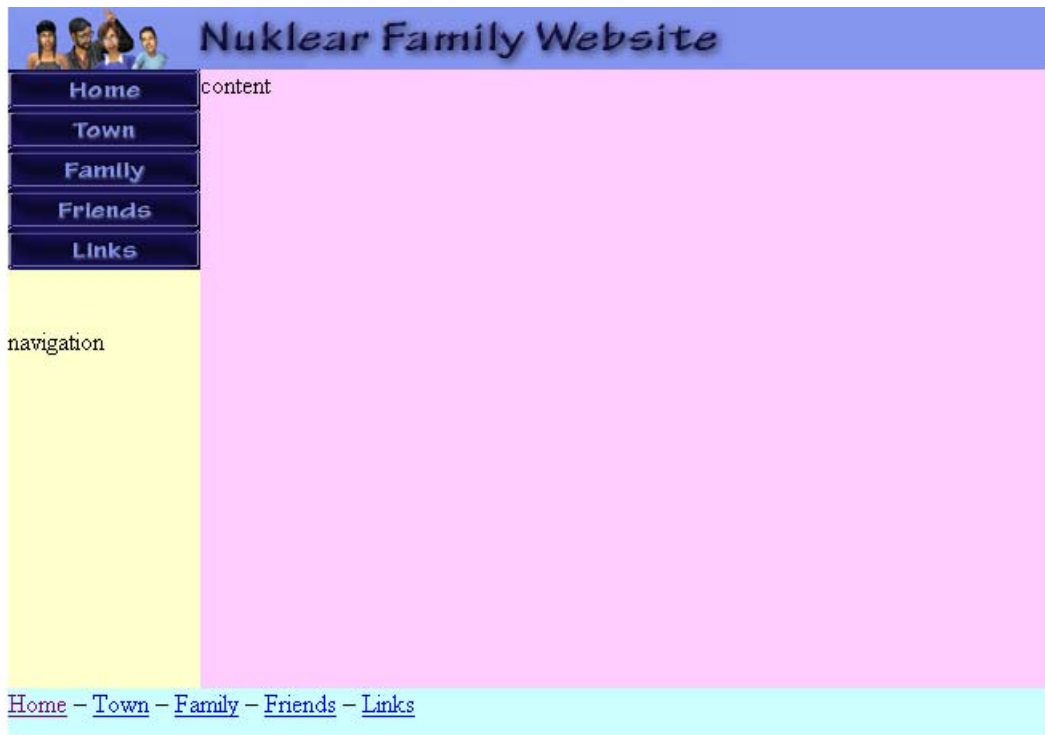 Nuklear Family Website
Home
Town
Family
Friends
Links
content
navigation
Home – Town – Family – Friends – Links